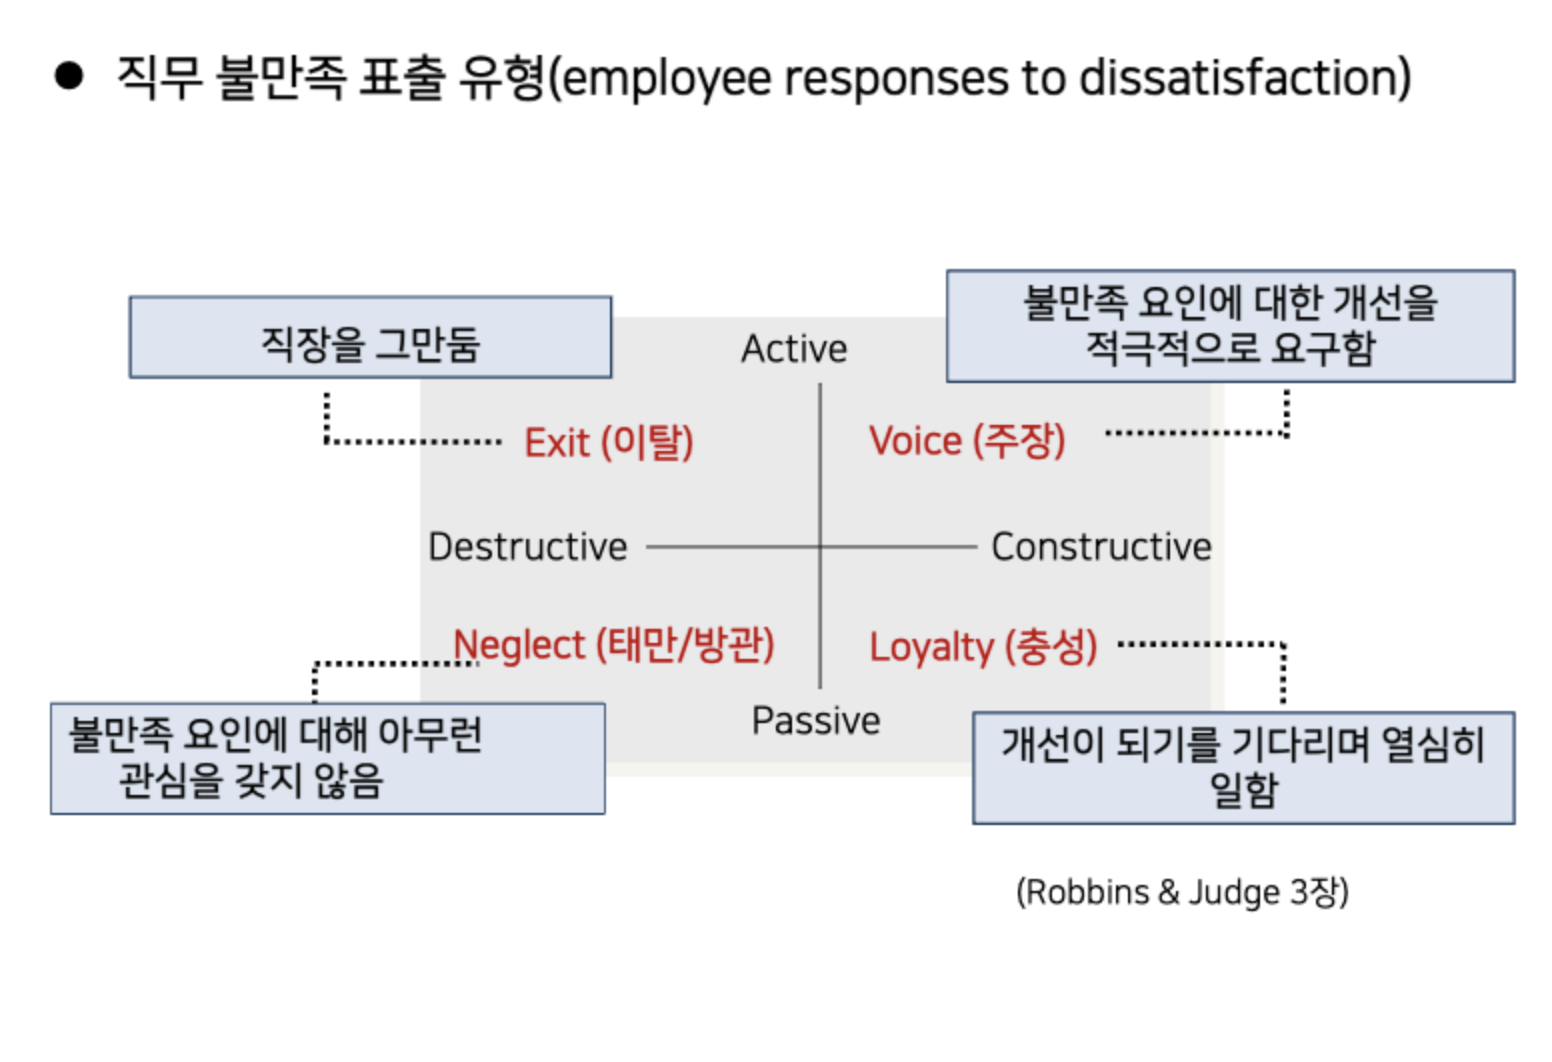 ● 직무 불만족 표출 유형(employee responses to dissatisfaction)
직장을 그만둠
불만족 요인에 대한 개선을
적극적으로 요구함
Active
Exit (이탈)
Voice (주장)
Destructive
Constructive
Neglect (태만/방관)
Loyalty (충성)
Passive
불만족 요인에 대해 아무런
관심을 갖지 않음
개선이 되기를 기다리며 열심히
일함
(Robbins & Judge 3장)